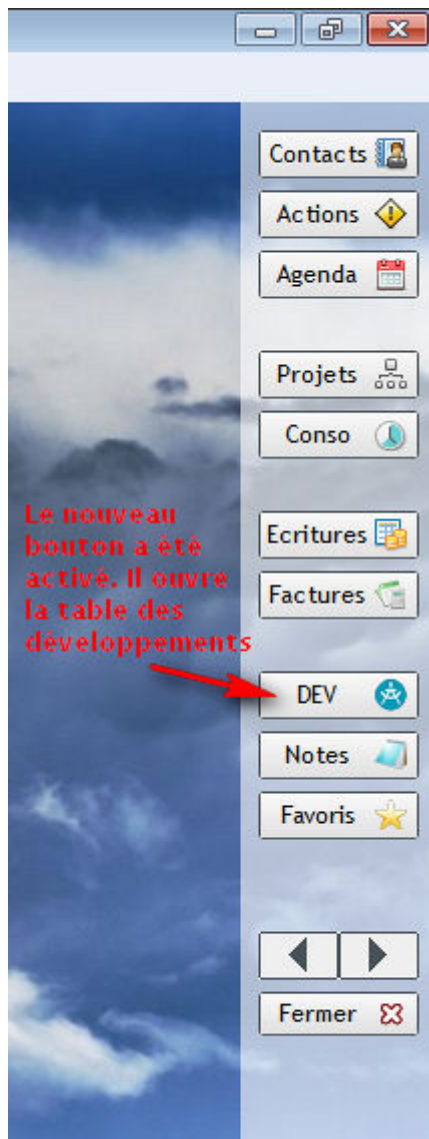 Contacts
Actions
Agenda
Projets
Conso
Le nouveau
bouton a été
activé. Il ouvre
la table des
développements
Ecritures
Factures
DEV
Notes
Favoris
Fermer